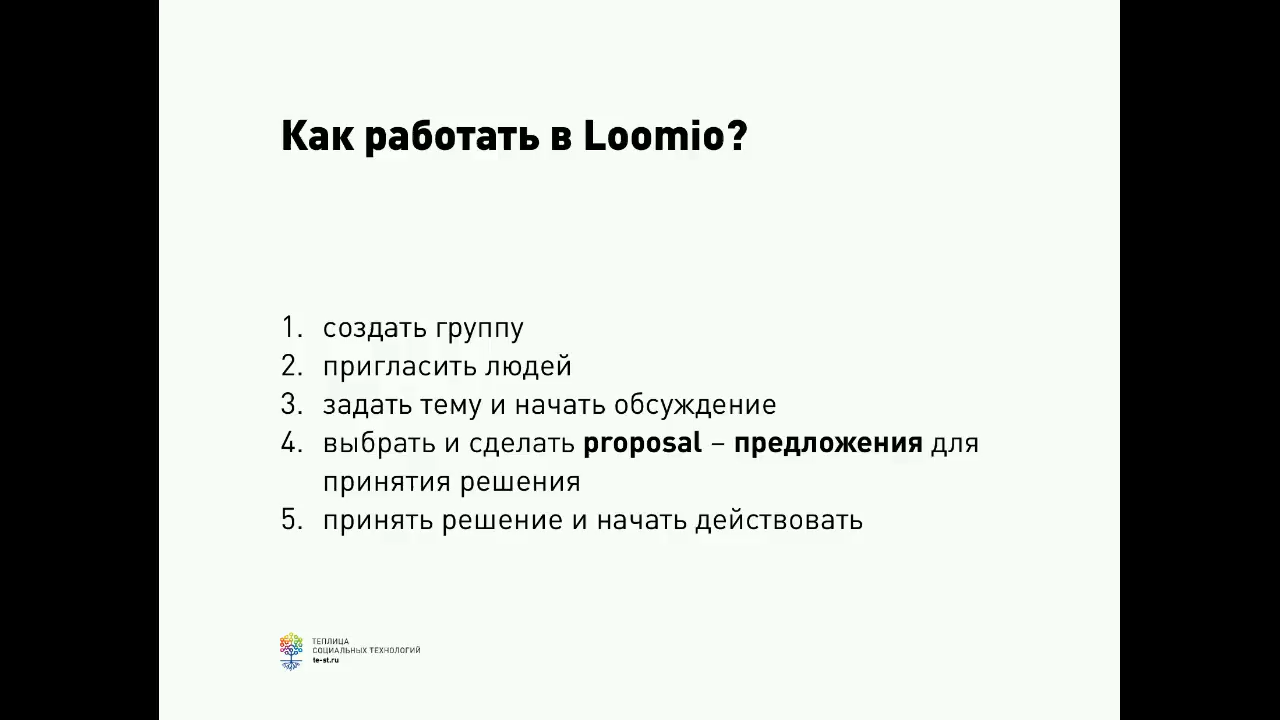 Как работать в Loomio?
1. создать группу
2. пригласить людей
3. задать тему и начать обсуждение
4. выбрать и сделать proposal – предложения для
принятия решения
5. принять решение и начать действовать
ТЕПЛИЦА
СОЦИАЛЬНЫХ ТЕХНОЛОГИЙ
te-st.ru